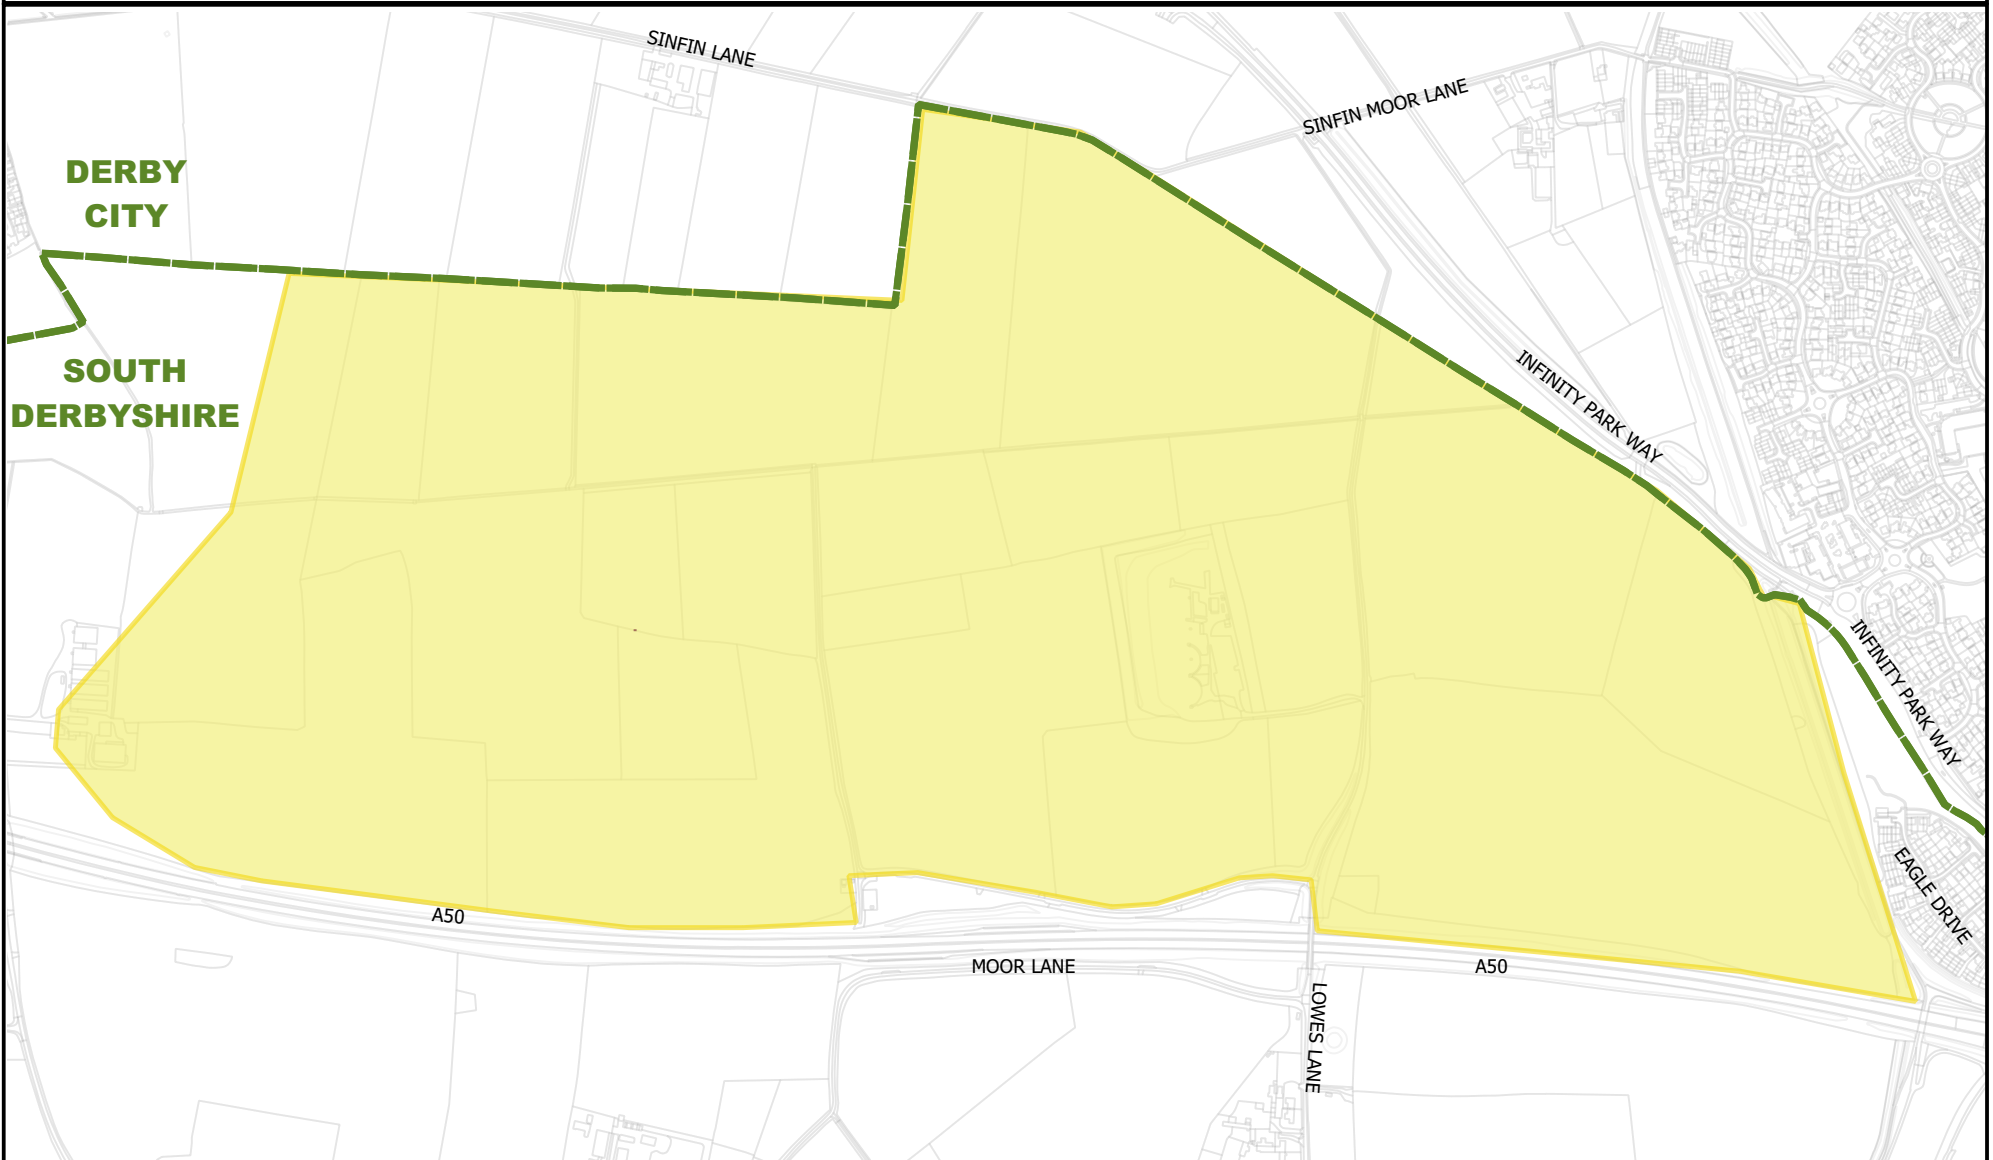 SINFIN LANE
SINFIN MOOR LANE
DERBY
CITY
SOUTH
DERBYSHIRE
INFINITY PARK WAY
INFINITY PARK WAY
EAGLE DRIVE
A50
MOOR LANE
A50
LOWES LANE